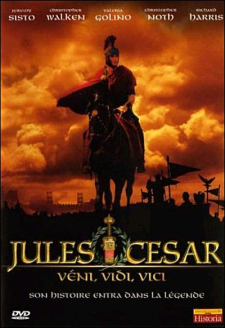 JEREMY CHRISTOPHER VALERIA CHRISTOPHER RICHARD
SISTO WALKEN GOLINO NOTH HARRIS
JULES CESAR
VÉNI, VIDI, VICI
SON HISTOIRE ENTRA DANS LA LÉGENDE
DVD
Historia